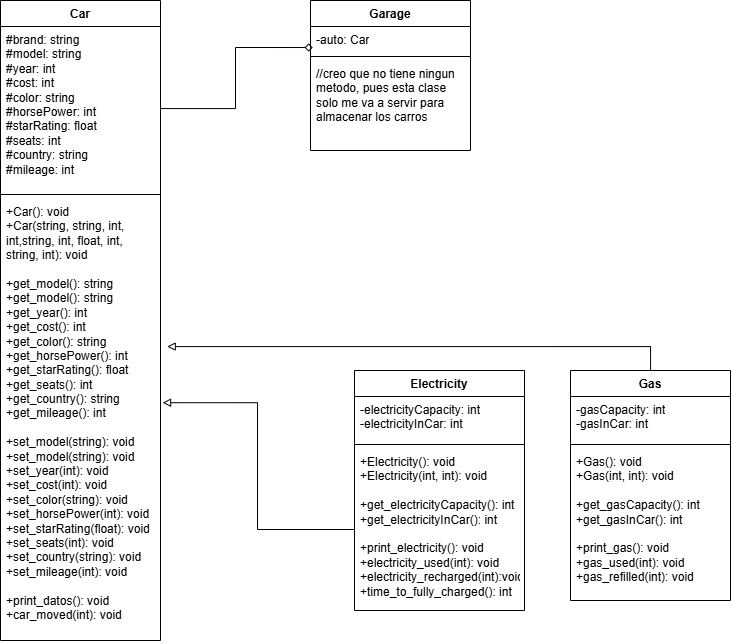 Car
#brand: string
#model: string
#year: int
#cost: int
#color: string
#horsePower: int
#starRating: float
#seats: int
#country: string
#mileage: int
+Car(): void
+Car(string, string, int,
int,string, int, float, int,
string, int): void
+get_model(): string
+get_model(): string
+get_year(): int
+get_cost(): int
+get_color(): string
+get_horsePower(): int
+get_starRating(): float
+get_seats(): int
+get_country(): string
+get_mileage(): int
+set_model(string): void
+set_model(string): void
+set_year(int): void
+set_cost(int): void
+set_color(string): void
+set_horsePower(int): void
+set_starRating(float): void
+set_seats(int): void
+set_country(string): void
+set_mileage(int): void
+print_datos(): void
+car_moved(int): void
Garage
-auto: Car
//creo que no tiene ningun
metodo, pues esta clase
solo me va a servir para
almacenar los carros
Electricity
-electricityCapacity: int
-electricityInCar: int
+Electricity(): void
+Electricity(int, int): void
+get_electricityCapacity(): int
+get_electricityInCar(): int
+print_electricity(): void
+electricity_used(int): void
+electricity_recharged(int):void
+time_to_fully_charged(): int
Gas
-gasCapacity: int
-gasInCar: int
+Gas(): void
+Gas(int, int): void
+get_gasCapacity(): int
+get_gasInCar(): int
+print_gas(): void
+gas_used(int): void
+gas_refilled(int): void